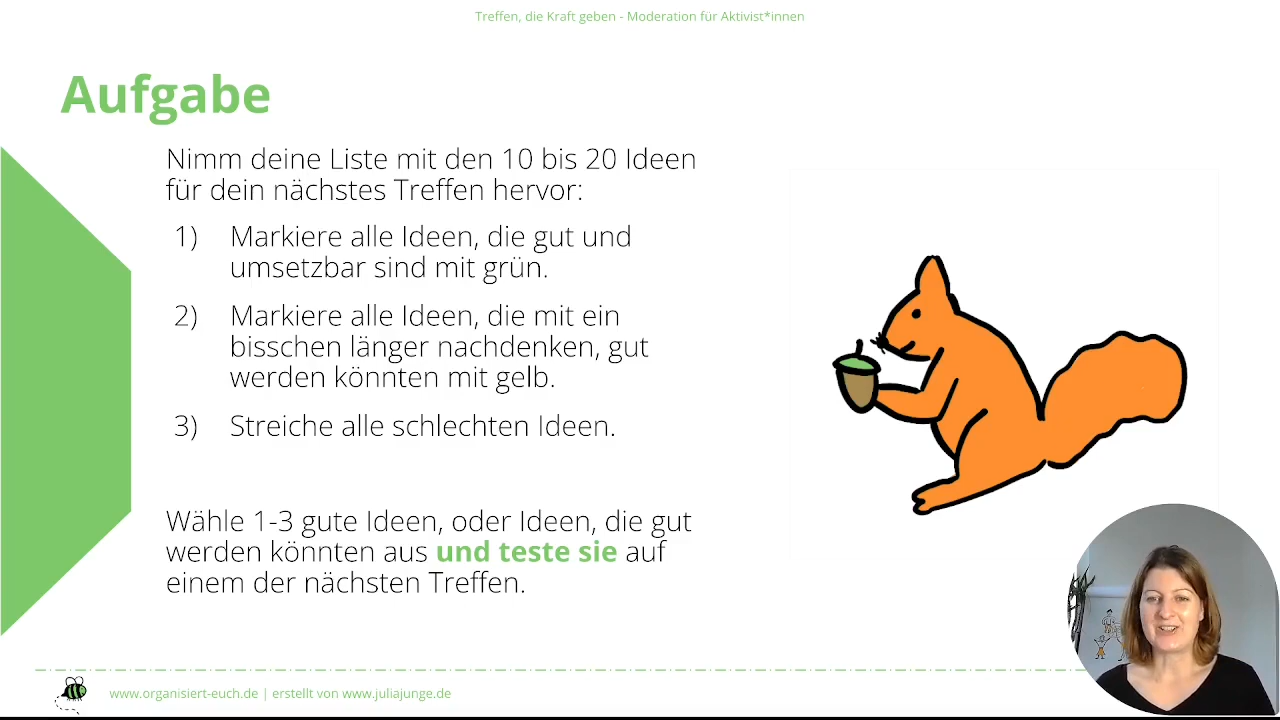 Treffen, die Kraft geben - Moderation für Aktivist*innen
Aufgabe
Nimm deine Liste mit den 10 bis 20 Ideen
für dein nächstes Treffen hervor:
1) Markiere alle Ideen, die gut und
umsetzbar sind mit grün.
2) Markiere alle Ideen, die mit ein
bisschen länger nachdenken, gut
werden könnten mit gelb.
3) Streiche alle schlechten Ideen.
Wähle 1-3 gute Ideen, oder Ideen, die gut
werden könnten aus und teste sie auf
einem der nächsten Treffen.
www.organisiert-euch.de | erstellt von www.juliajunge.de